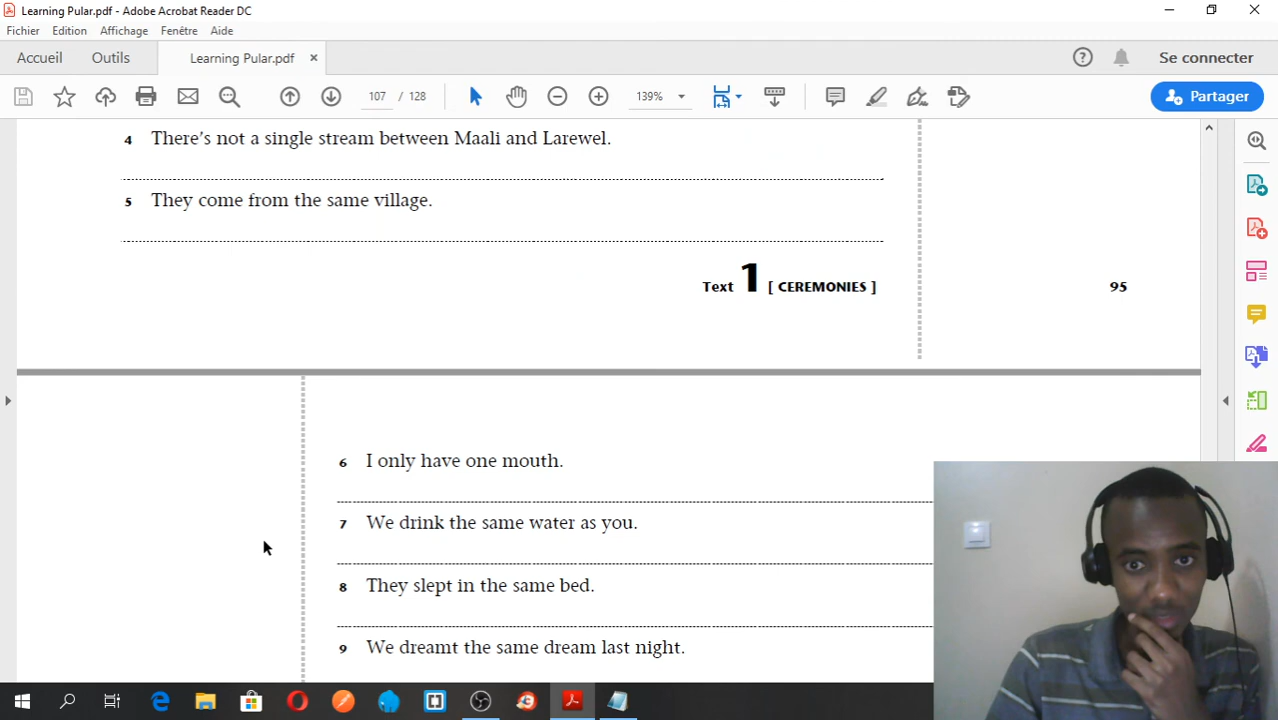 Learning Pular.pdf - Adobe Acrobat Reader DC
Fichier Edition Affichage Fenêtre Aide
Accueil Outils Learning Pular.pdf × Se connecter
107 / 128 139% Partager
4 There's not a single stream between Maali and Larewel.
5 They come from the same village.
Text 1 [ CEREMONIES ] 95
6 I only have one mouth.
7 We drink the same water as you.
8 They slept in the same bed.
9 We dreamt the same dream last night.